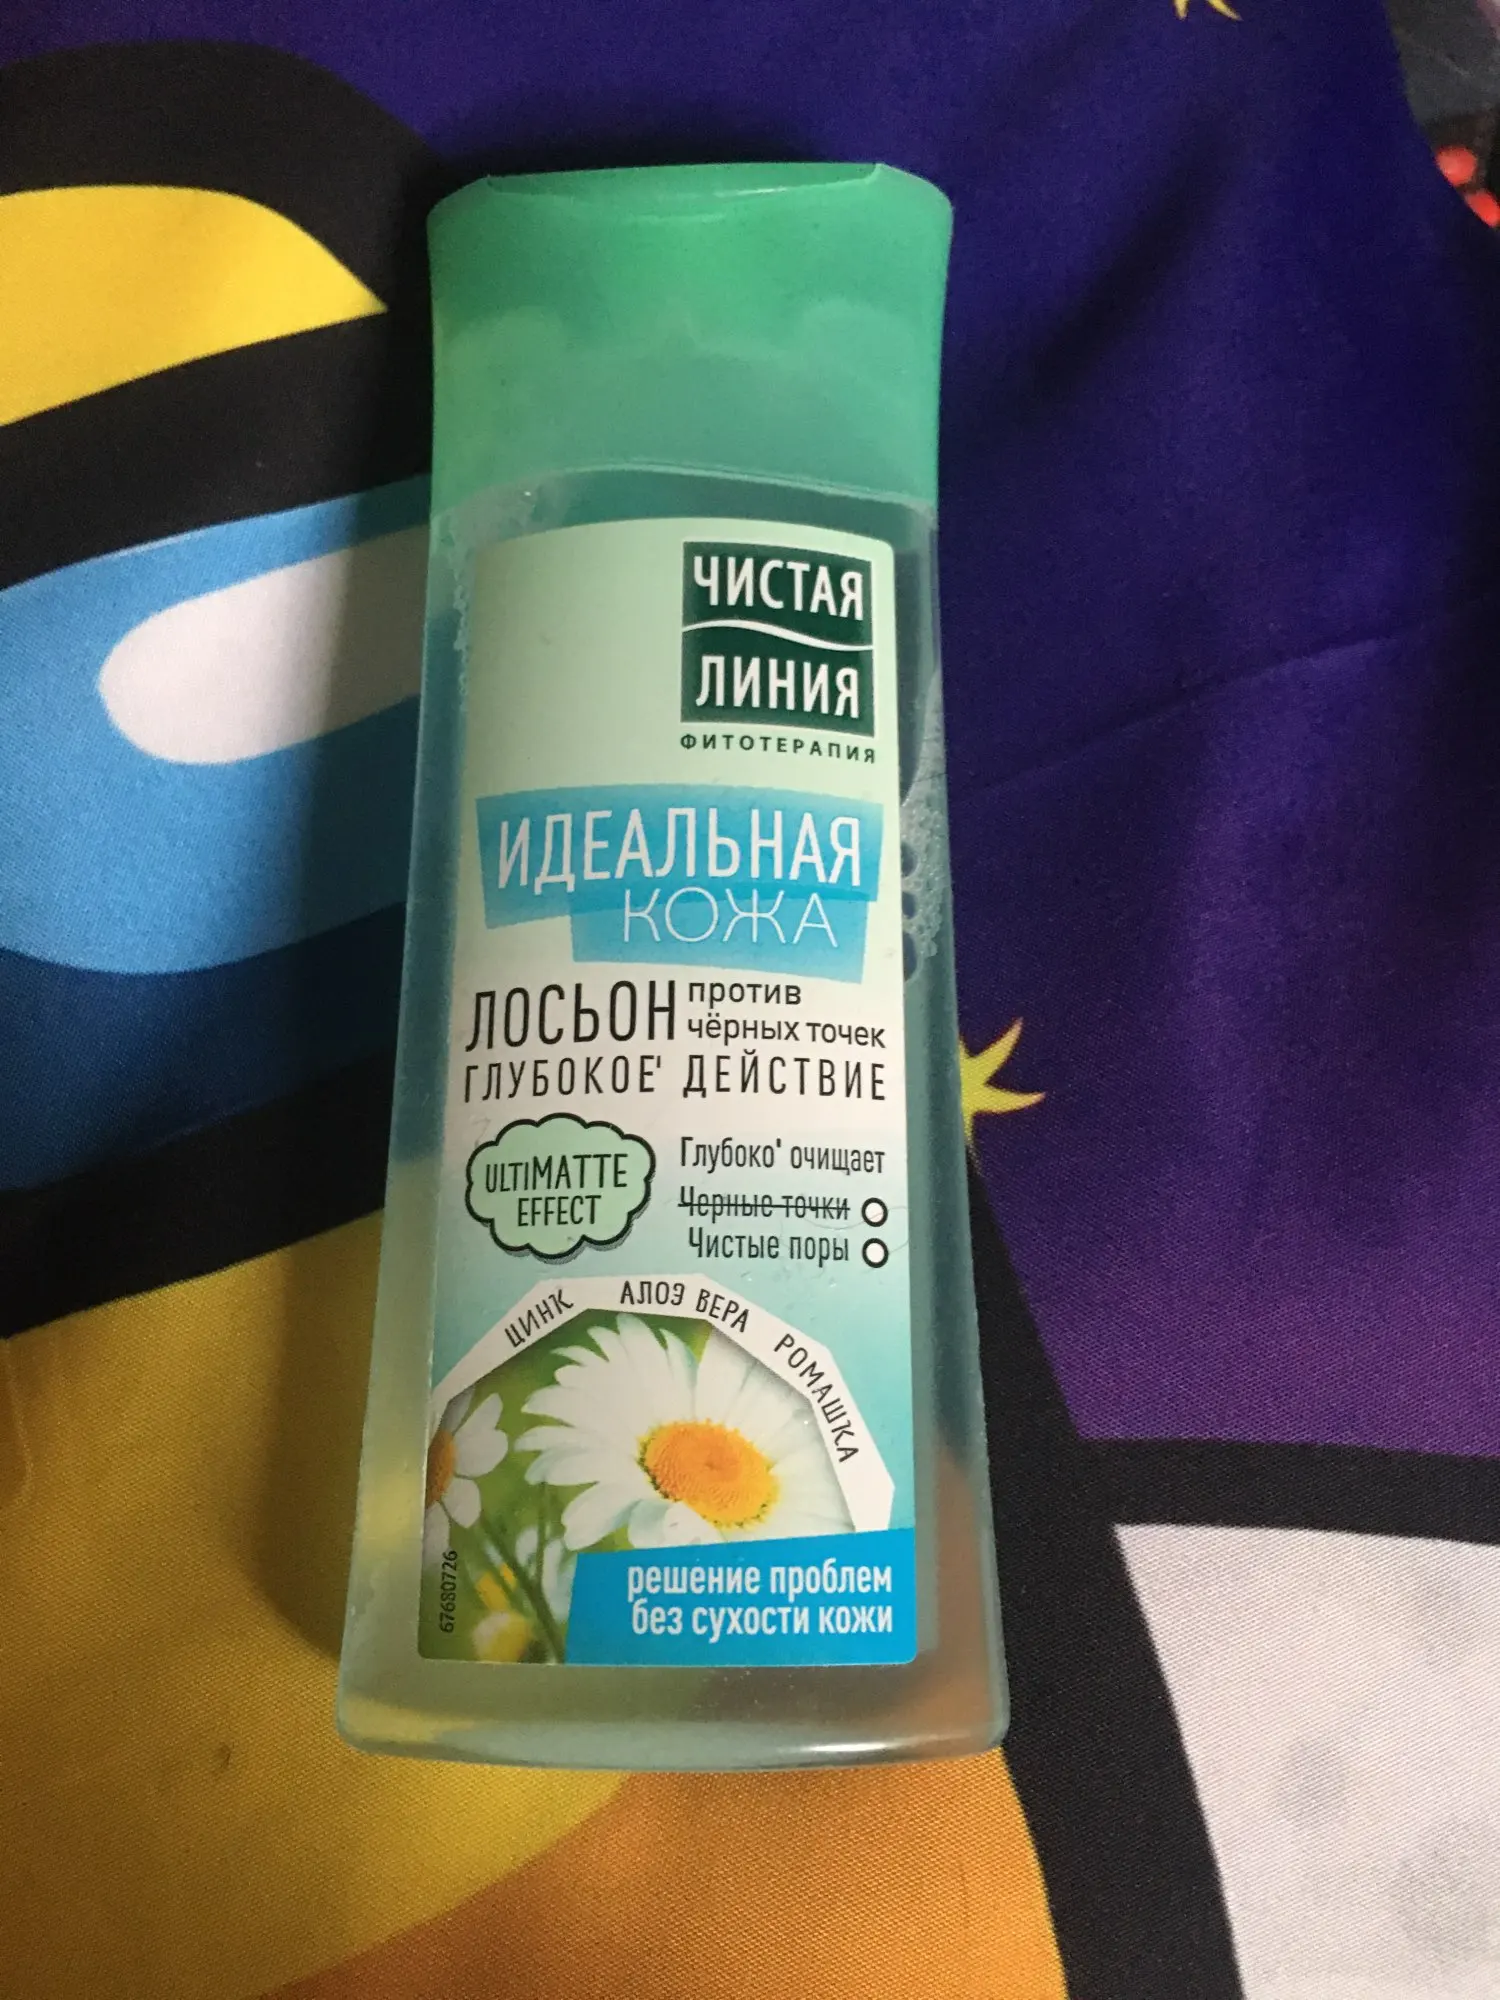 ЧИСТАЯ
ЛИНИЯ
ФИТОТЕРАПИЯ
ИДЕАЛЬНАЯ
КОЖА
ЛОСЬОН против
чёрных точек
ГЛУБОКОЕ' ДЕЙСТВИЕ
ULTIMATTE
EFFECT
Глубоко' очищает
Черные точки
Чистые поры
ЦИНК АЛОЭ ВЕРА РОМАШКА
решение проблем
без сухости кожи
67680726